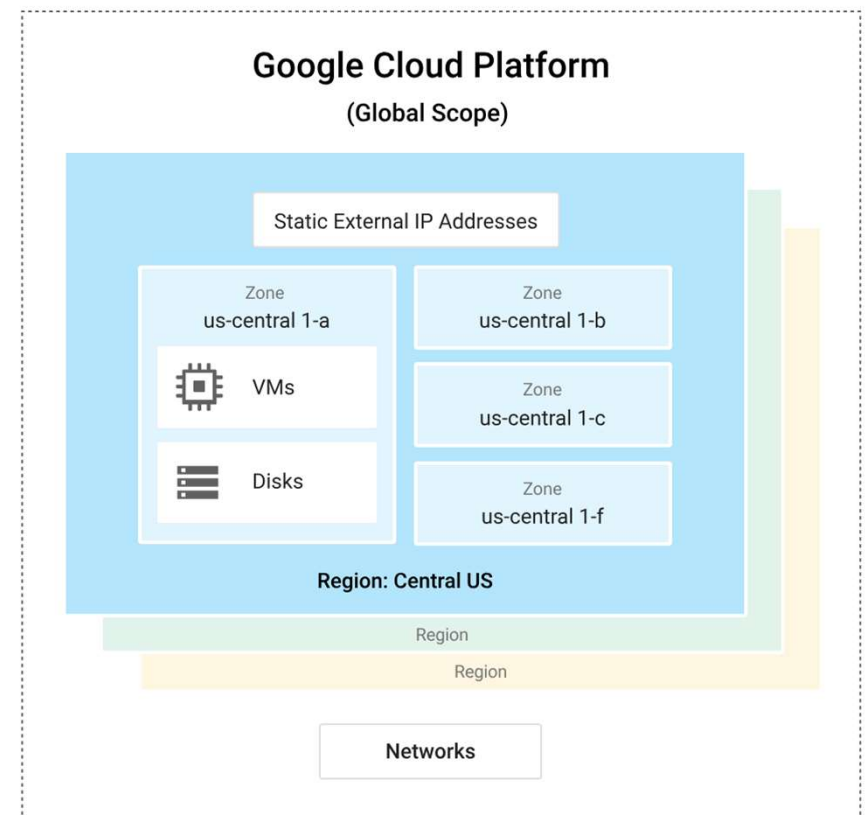 Google Cloud Platform
(Global Scope)
Static External IP Addresses
Zone
us-central 1-a
VMs
Disks
Zone
us-central 1-b
Zone
us-central 1-c
Zone
us-central 1-f
Region: Central US
Region
Region
Networks